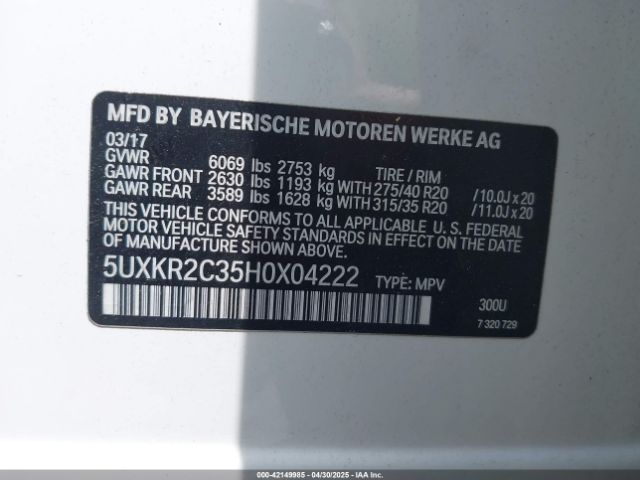 MFD BY BAYERISCHE MOTOREN WERKE AG
03/17
GVWR 6069 lbs 2753 kg TIRE / RIM
GAWR FRONT 2630 lbs 1193 kg WITH 275/40 R20 /10.0J x 20
GAWR REAR 3589 lbs 1628 kg WITH 315/35 R20 /11.0J x 20
THIS VEHICLE CONFORMS TO ALL APPLICABLE U. S. FEDERAL
MOTOR VEHICLE SAFETY STANDARDS IN EFFECT ON THE DATE OF
MANUFACTURE SHOWN ABOVE.
5UXKR2C35H0X04222 TYPE: MPV 300U
7 320 729
000-42149985 - 04/30/2025 - IAAI, Inc.